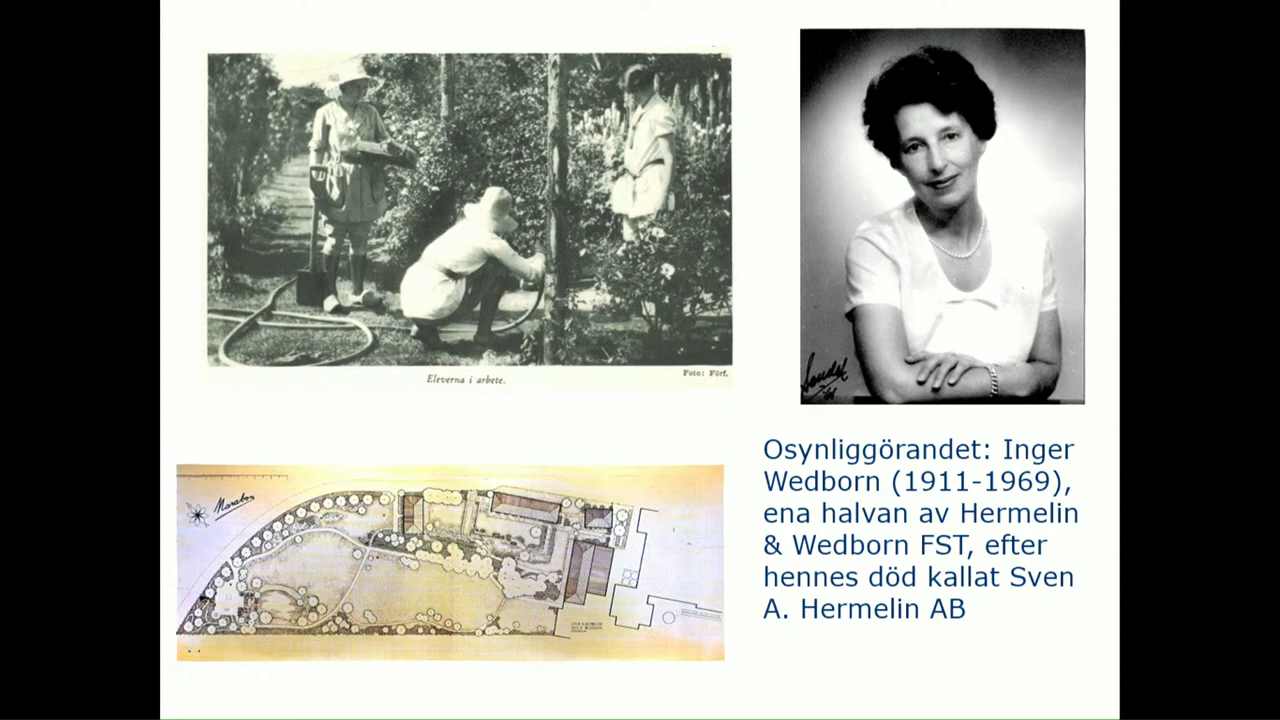 Eleverna i arbete.
Foto: Förf.
Marabou
Osynliggörandet: Inger
Wedborn (1911-1969),
ena halvan av Hermelin
& Wedborn FST, efter
hennes död kallat Sven
A. Hermelin AB